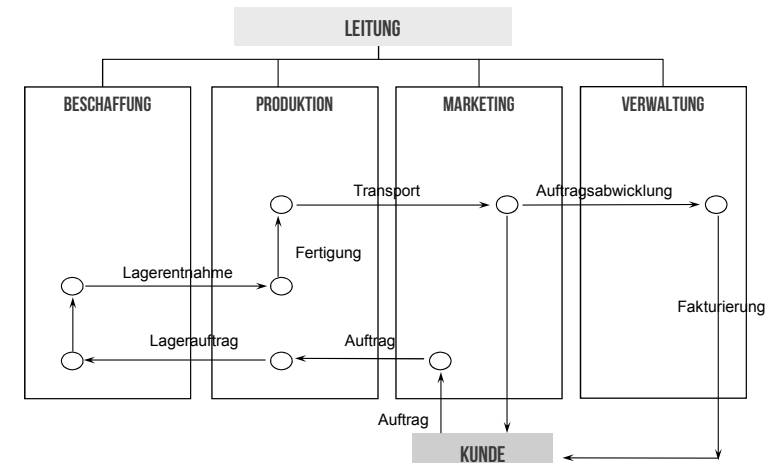 LEITUNG
BESCHAFFUNG
PRODUKTION
MARKETING
VERWALTUNG
Transport
Auftragsabwicklung
Fertigung
Lagerentnahme
Fakturierung
Lagerauftrag
Auftrag
Auftrag
KUNDE